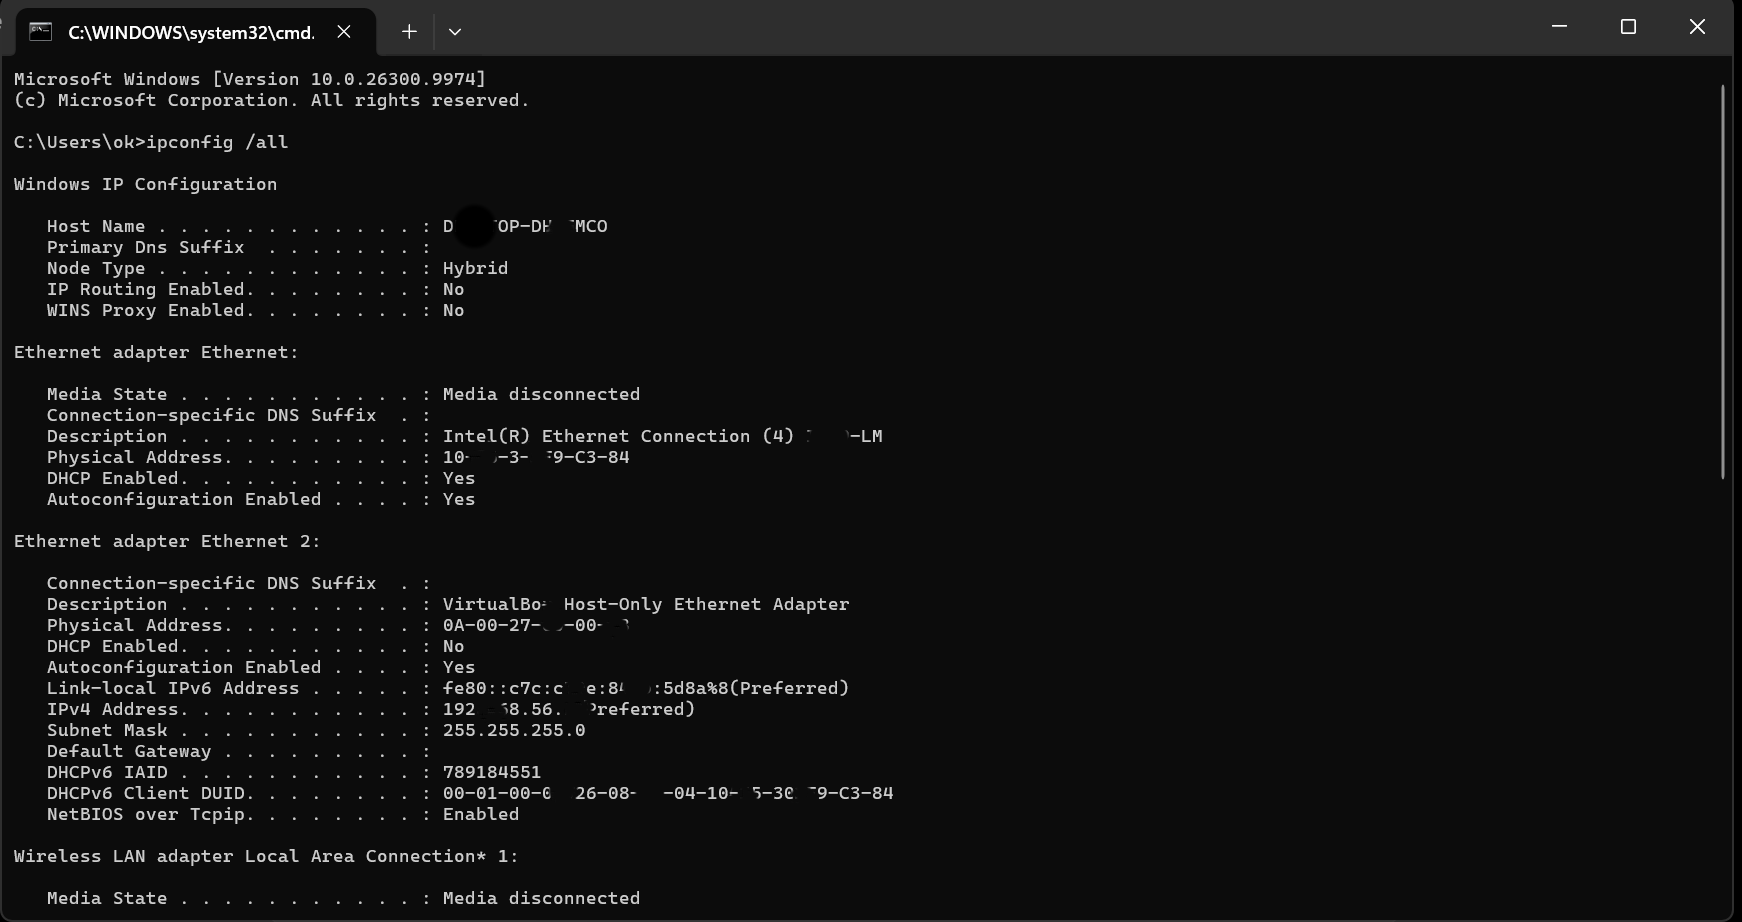 C:\WINDOWS\system32\cmd.
Microsoft Windows [Version 10.0.26300.9974]
(c) Microsoft Corporation. All rights reserved.
C:\Users\ok>ipconfig /all
Windows IP Configuration
Host Name . . . . . . . . . . . . :
Primary Dns Suffix  . . . . . . . :
Node Type . . . . . . . . . . . . : Hybrid
IP Routing Enabled. . . . . . . . : No
WINS Proxy Enabled. . . . . . . . : No
Ethernet adapter Ethernet:
Media State . . . . . . . . . . . : Media disconnected
Connection-specific DNS Suffix  . :
Description . . . . . . . . . . . : Intel(R) Ethernet Connection (4) -LM
Physical Address. . . . . . . . . :
DHCP Enabled. . . . . . . . . . . : Yes
Autoconfiguration Enabled . . . . : Yes
Ethernet adapter Ethernet 2:
Connection-specific DNS Suffix  . :
Description . . . . . . . . . . . : Host-Only Ethernet Adapter
Physical Address. . . . . . . . . :
DHCP Enabled. . . . . . . . . . . : No
Autoconfiguration Enabled . . . . : Yes
Link-local IPv6 Address . . . . . : :5d8a%8(Preferred)
IPv4 Address. . . . . . . . . . . :
Subnet Mask . . . . . . . . . . . : 255.255.255.0
Default Gateway . . . . . . . . . :
DHCPv6 IAID . . . . . . . . . . . : 789184551
DHCPv6 Client DUID. . . . . . . . :
NetBIOS over Tcpip. . . . . . . . : Enabled
Wireless LAN adapter Local Area Connection* 1:
Media State . . . . . . . . . . . : Media disconnected